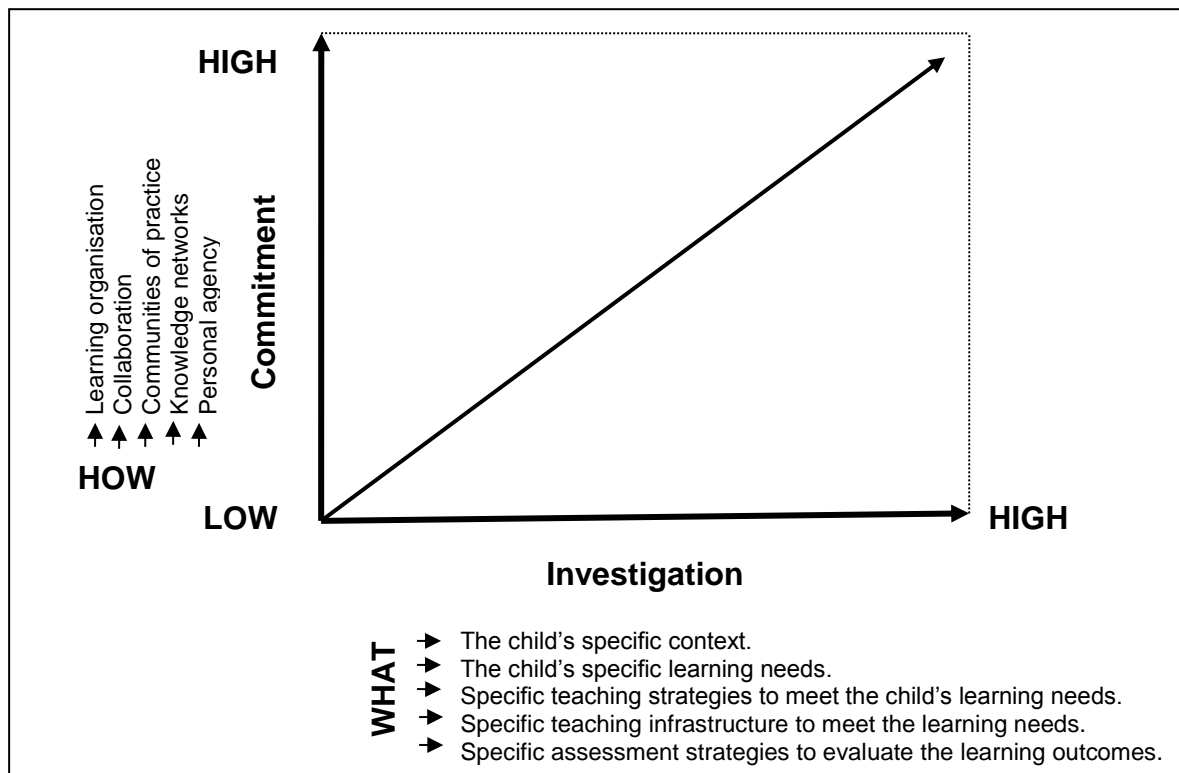 HIGH
Learning organisation
Collaboration
Communities of practice
Knowledge networks
Personal agency
HOW
Commitment
LOW
HIGH
Investigation
WHAT
The child’s specific context.
The child’s specific learning needs.
Specific teaching strategies to meet the child’s learning needs.
Specific teaching infrastructure to meet the learning needs.
Specific assessment strategies to evaluate the learning outcomes.